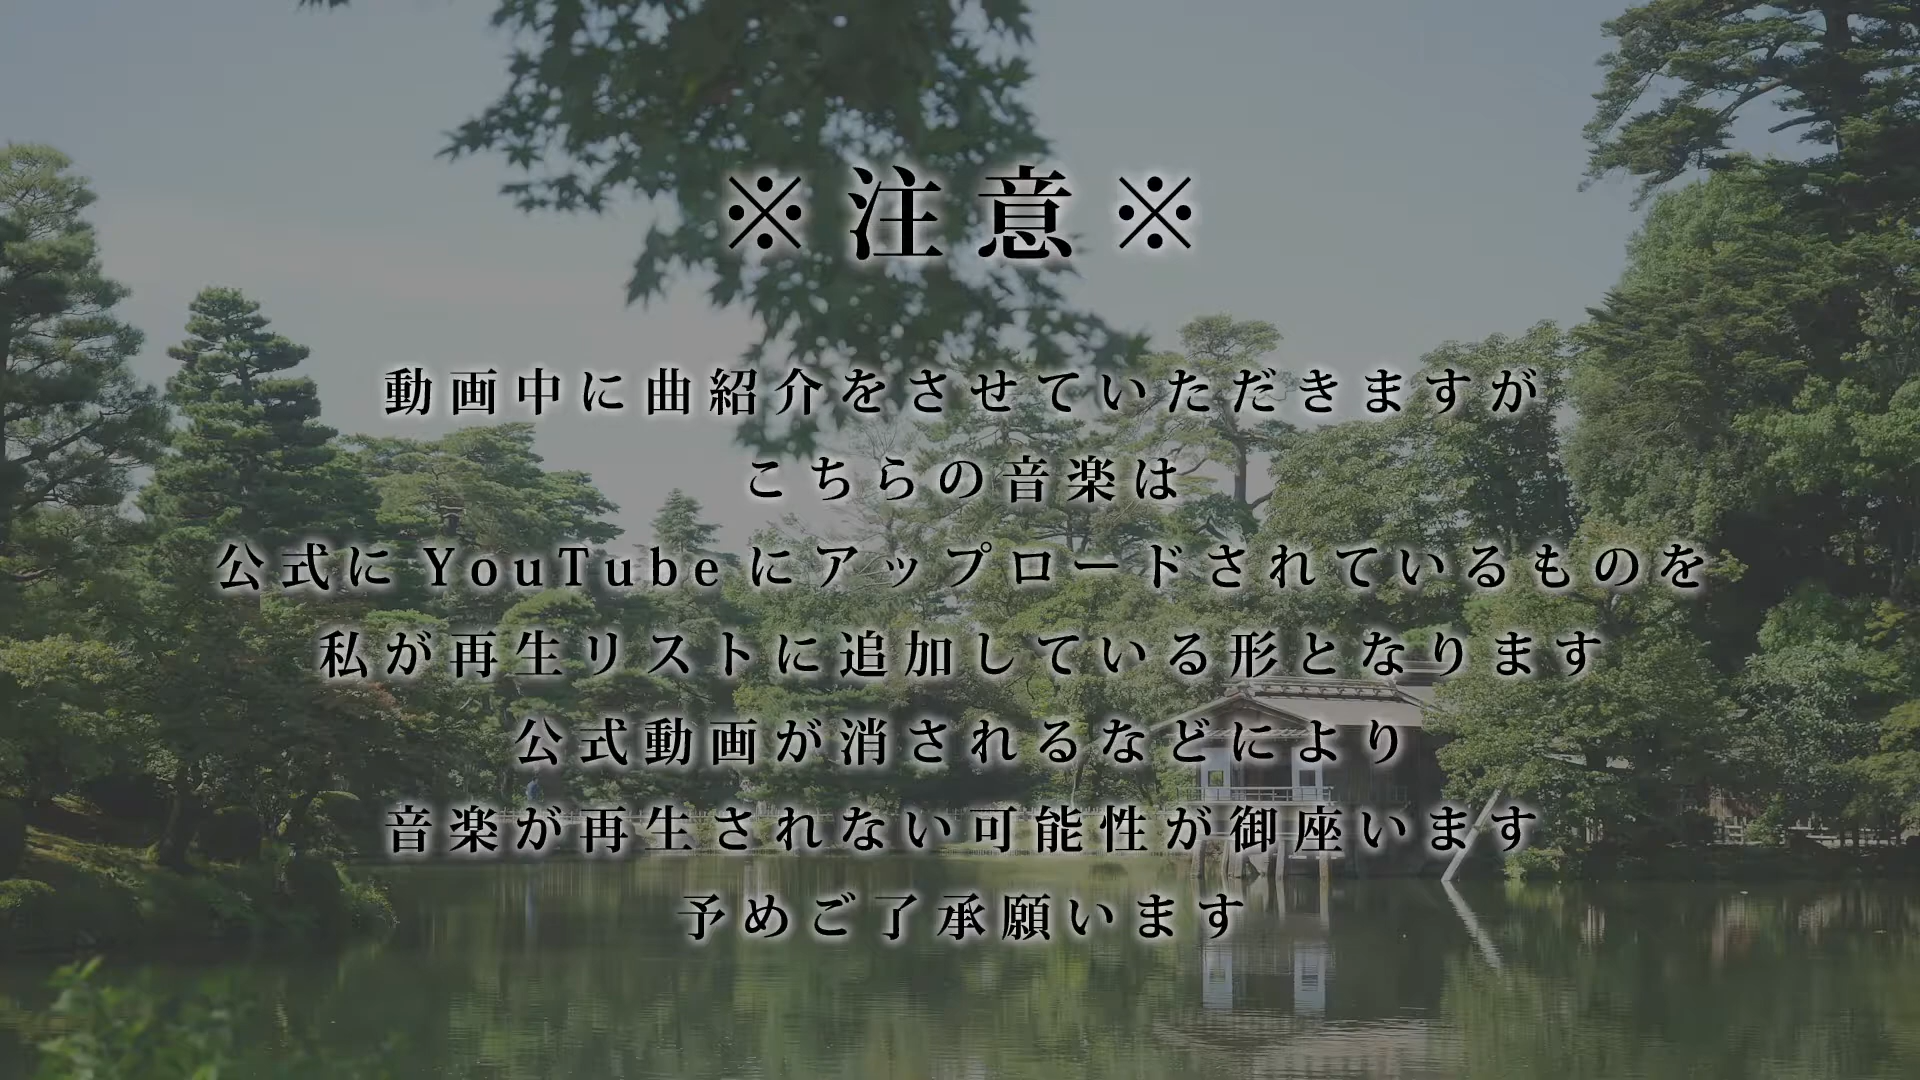 ※注意※
動画中に曲紹介をさせていただきますが
こちらの音楽は
公式にYouTubeにアップロードされているものを
私が再生リストに追加している形となります
公式動画が消されるなどにより
音楽が再生されない可能性が御座います
予めご了承願います